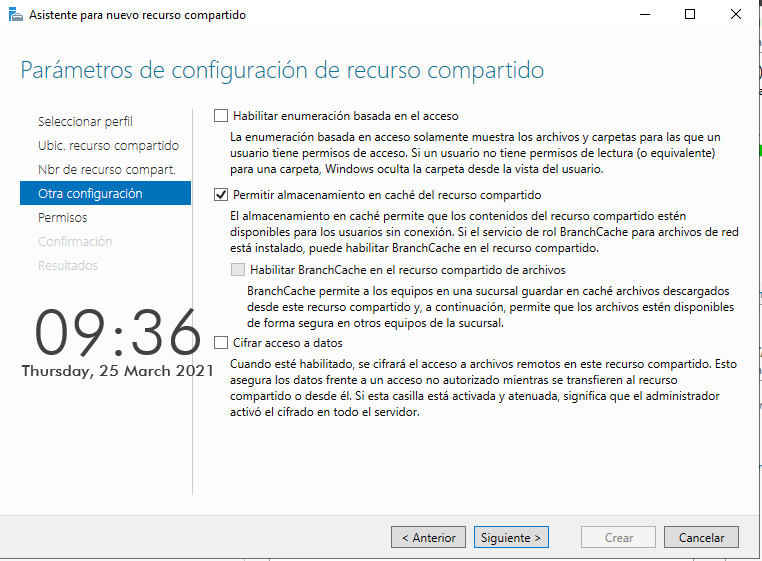 Asistente para nuevo recurso compartido
Parámetros de configuración de recurso compartido
Seleccionar perfil
Ubic. recurso compartido
Nbr de recurso compart.
Otra configuración
Permisos
Confirmación
Resultados
09:36
Thursday, 25 March 2021
Habilitar enumeración basada en el acceso
La enumeración basada en acceso solamente muestra los archivos y carpetas para las que un
usuario tiene permisos de acceso. Si un usuario no tiene permisos de lectura (o equivalente)
para una carpeta, Windows oculta la carpeta desde la vista del usuario.
Permitir almacenamiento en caché del recurso compartido
El almacenamiento en caché permite que los contenidos del recurso compartido estén
disponibles para los usuarios sin conexión. Si el servicio de rol BranchCache para archivos de red
está instalado, puede habilitar BranchCache en el recurso compartido.
Habilitar BranchCache en el recurso compartido de archivos
BranchCache permite a los equipos en una sucursal guardar en caché archivos descargados
desde este recurso compartido y, a continuación, permite que los archivos estén disponibles
de forma segura en otros equipos de la sucursal.
Cifrar acceso a datos
Cuando esté habilitado, se cifrará el acceso a archivos remotos en este recurso compartido. Esto
asegura los datos frente a un acceso no autorizado mientras se transfieren al recurso
compartido o desde él. Si esta casilla está activada y atenuada, significa que el administrador
activó el cifrado en todo el servidor.
< Anterior
Siguiente >
Crear
Cancelar